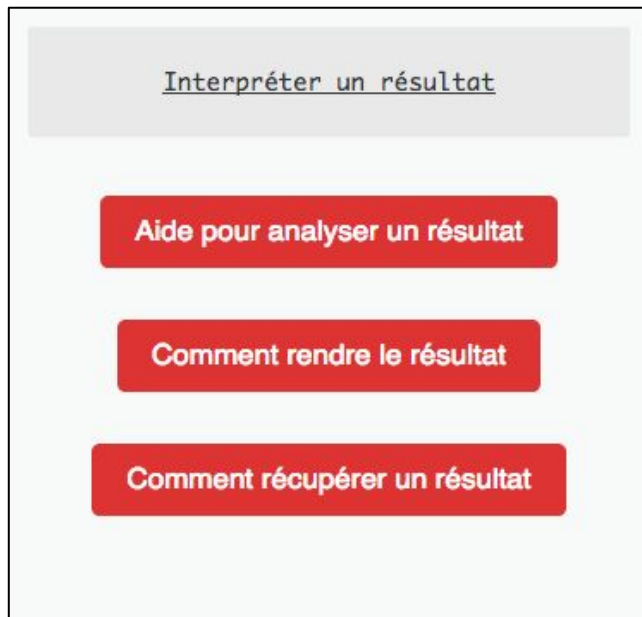 Interpréter un résultat
Aide pour analyser un résultat
Comment rendre le résultat
Comment récupérer un résultat